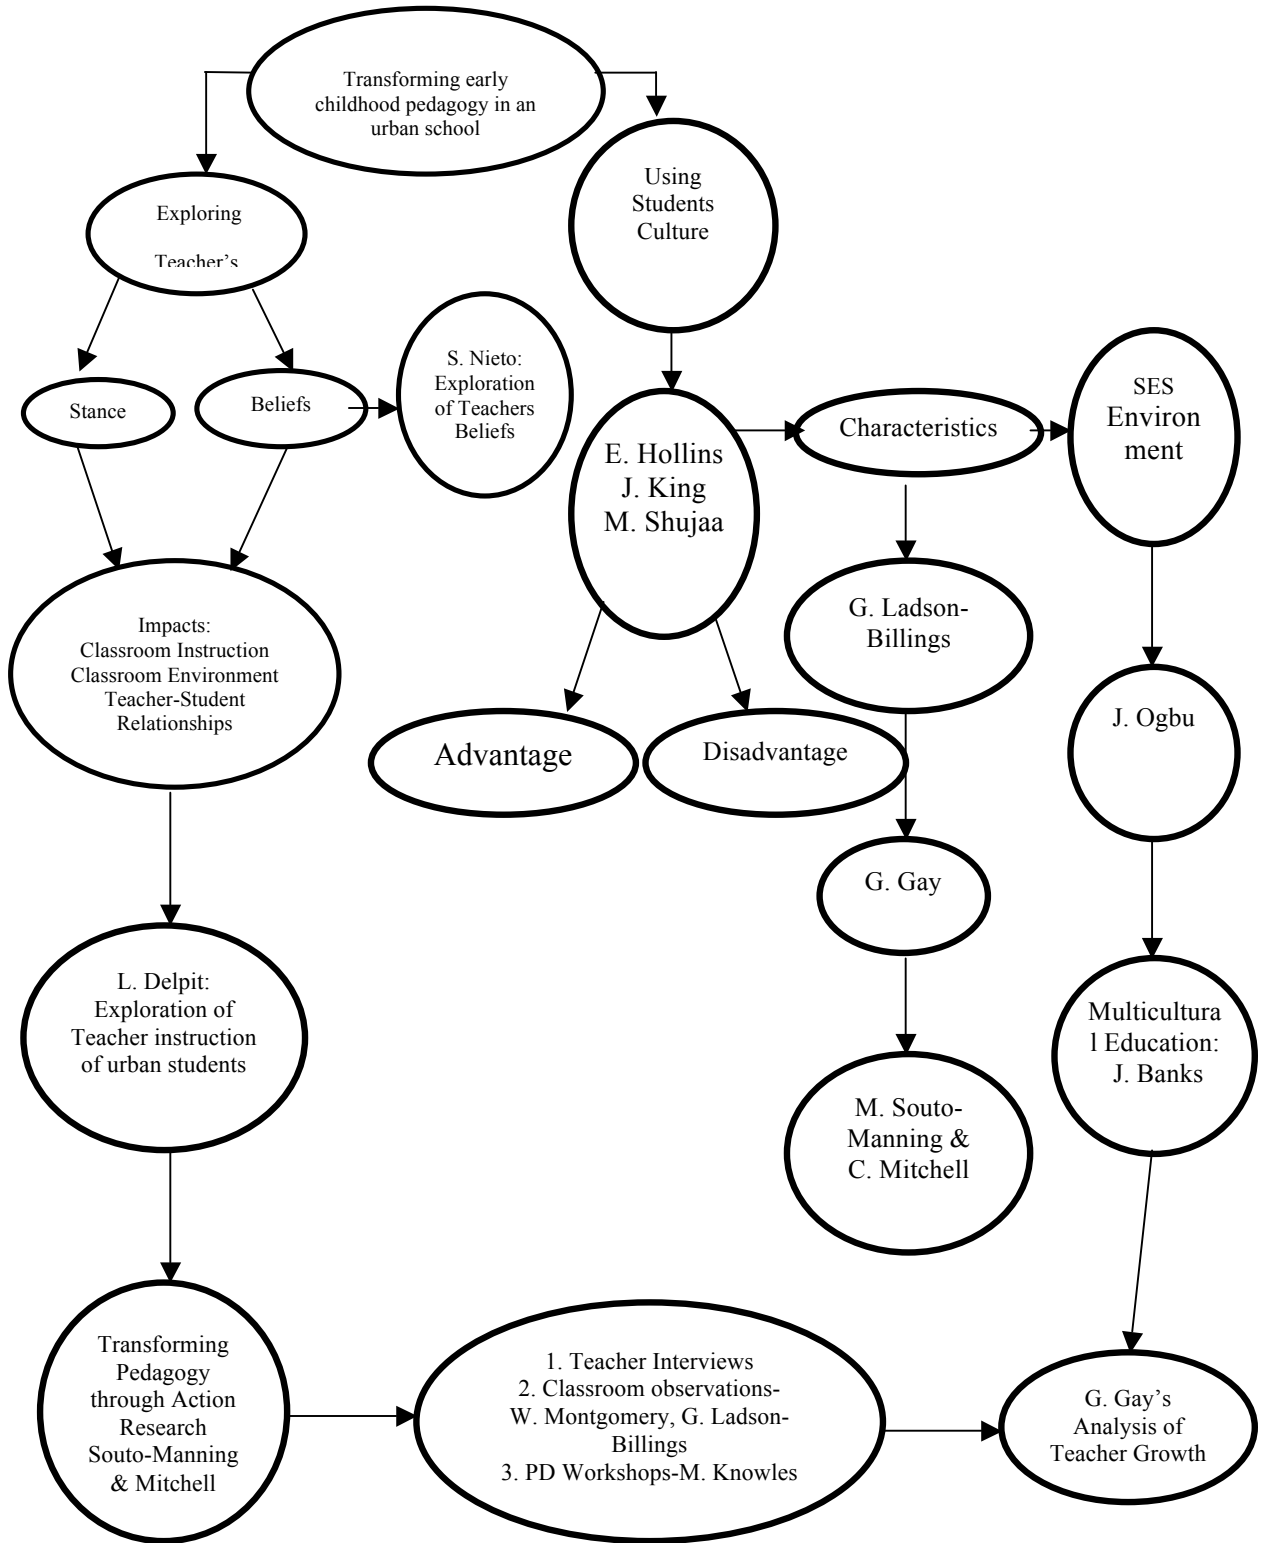 Transforming early
childhood pedagogy in an
urban school
Using
Students
Culture
Exploring
Teacher's
Stance
Beliefs
S. Nieto:
Exploration
of Teachers
Beliefs
E. Hollins
J. King
M. Shujaa
Characteristics
SES
Environ
ment
Impacts:
Classroom Instruction
Classroom Environment
Teacher-Student
Relationships
G. Ladson-
Billings
J. Ogbu
Advantage
Disadvantage
G. Gay
L. Delpit:
Exploration of
Teacher instruction
of urban students
Multicultura
l Education:
J. Banks
M. Souto-
Manning &
C. Mitchell
Transforming
Pedagogy
through Action
Research
Souto-Manning
& Mitchell
1. Teacher Interviews
2. Classroom observations-
W. Montgomery, G. Ladson-
Billings
3. PD Workshops-M. Knowles
G. Gay’s
Analysis of
Teacher Growth